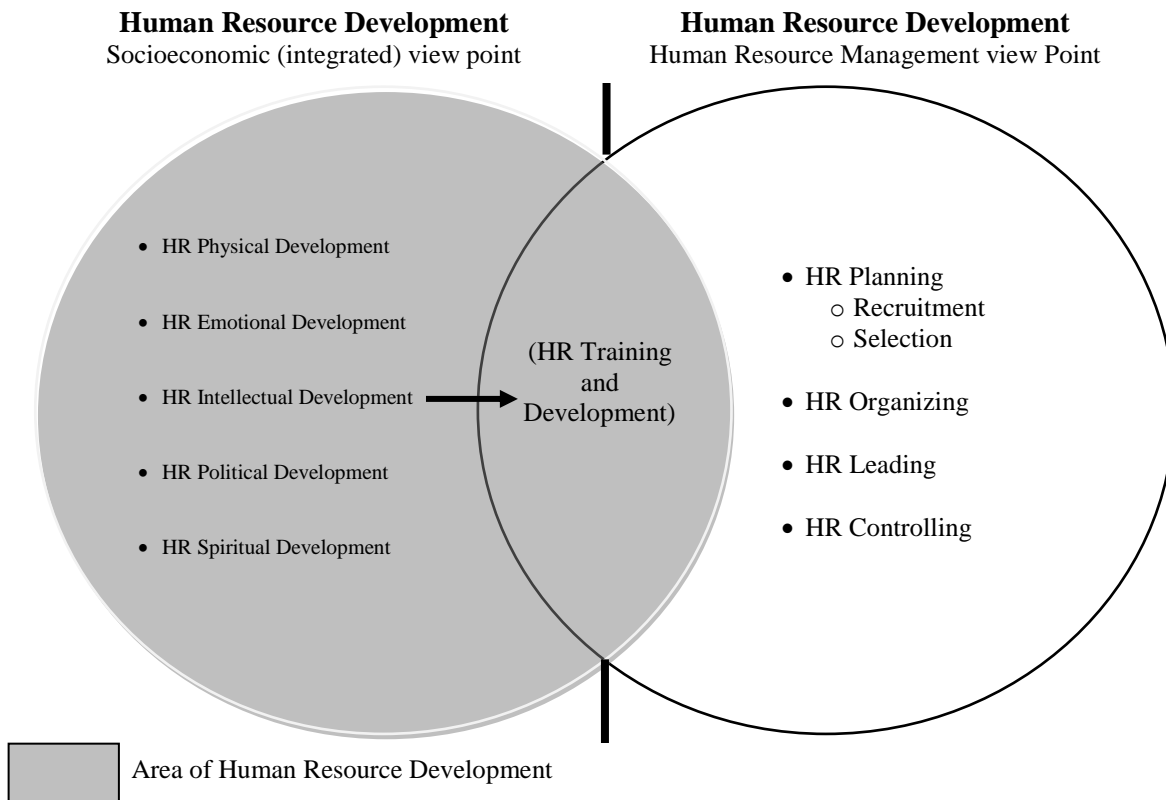 Human Resource Development
Socioeconomic (integrated) view point
Human Resource Development
Human Resource Management view Point
• HR Physical Development
• HR Emotional Development
• HR Intellectual Development
• HR Political Development
• HR Spiritual Development
(HR Training
and
Development)
• HR Planning
o Recruitment
o Selection
• HR Organizing
• HR Leading
• HR Controlling
Area of Human Resource Development